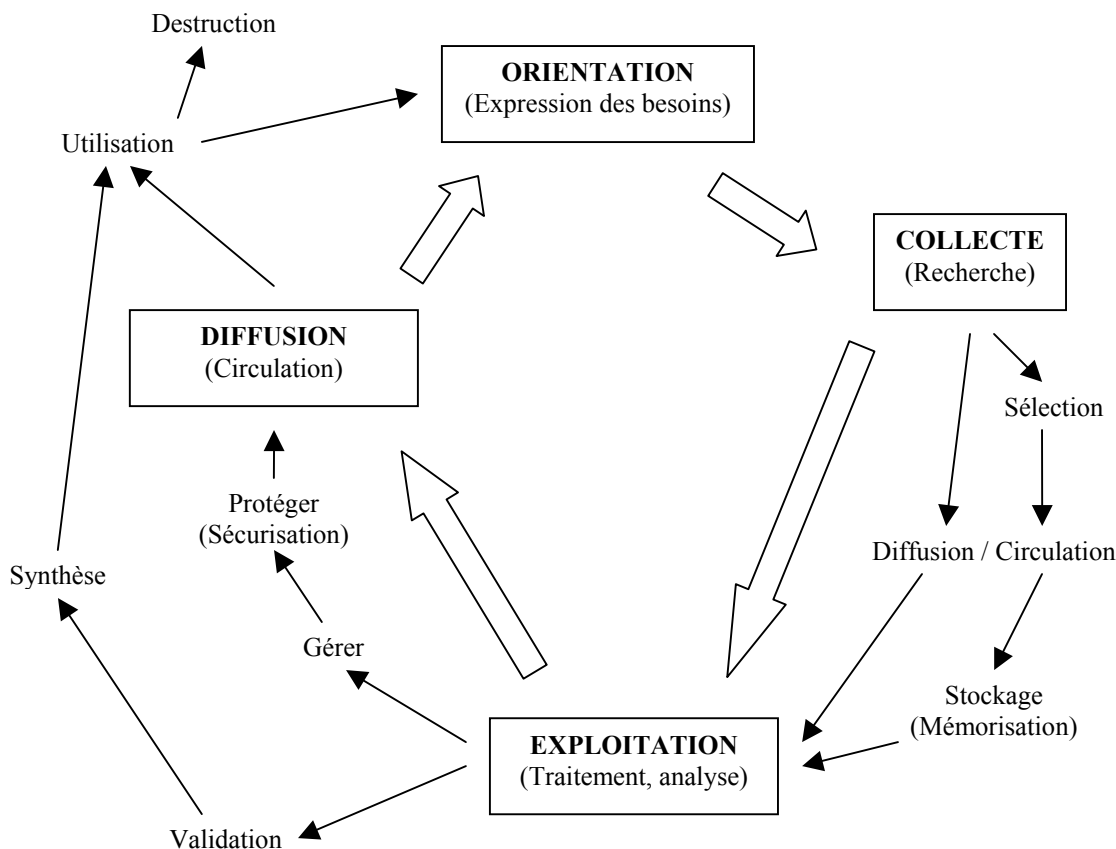 Destruction
ORIENTATION
(Expression des besoins)
Utilisation
COLLECTE
(Recherche)
DIFFUSION
(Circulation)
Sélection
Protéger
(Sécurisation)
Diffusion / Circulation
Synthèse
Gérer
Stockage
(Mémorisation)
EXPLOITATION
(Traitement, analyse)
Validation